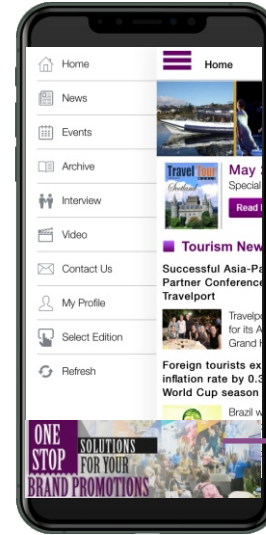 Home
News
Events
Archive
Interview
Video
Contact Us
My Profile
Select Edition
Refresh
Home
Travel Tour
Scotland
May
Special
Read
Tourism New
Successful Asia-Pa
Partner Conference
Travelport
Travelpo
for its A
Grand H
Foreign tourists ex
inflation rate by 0.3
World Cup season
Brazil w
ONE
STOP
SOLUTIONS
FOR YOUR
BRAND PROMOTIONS